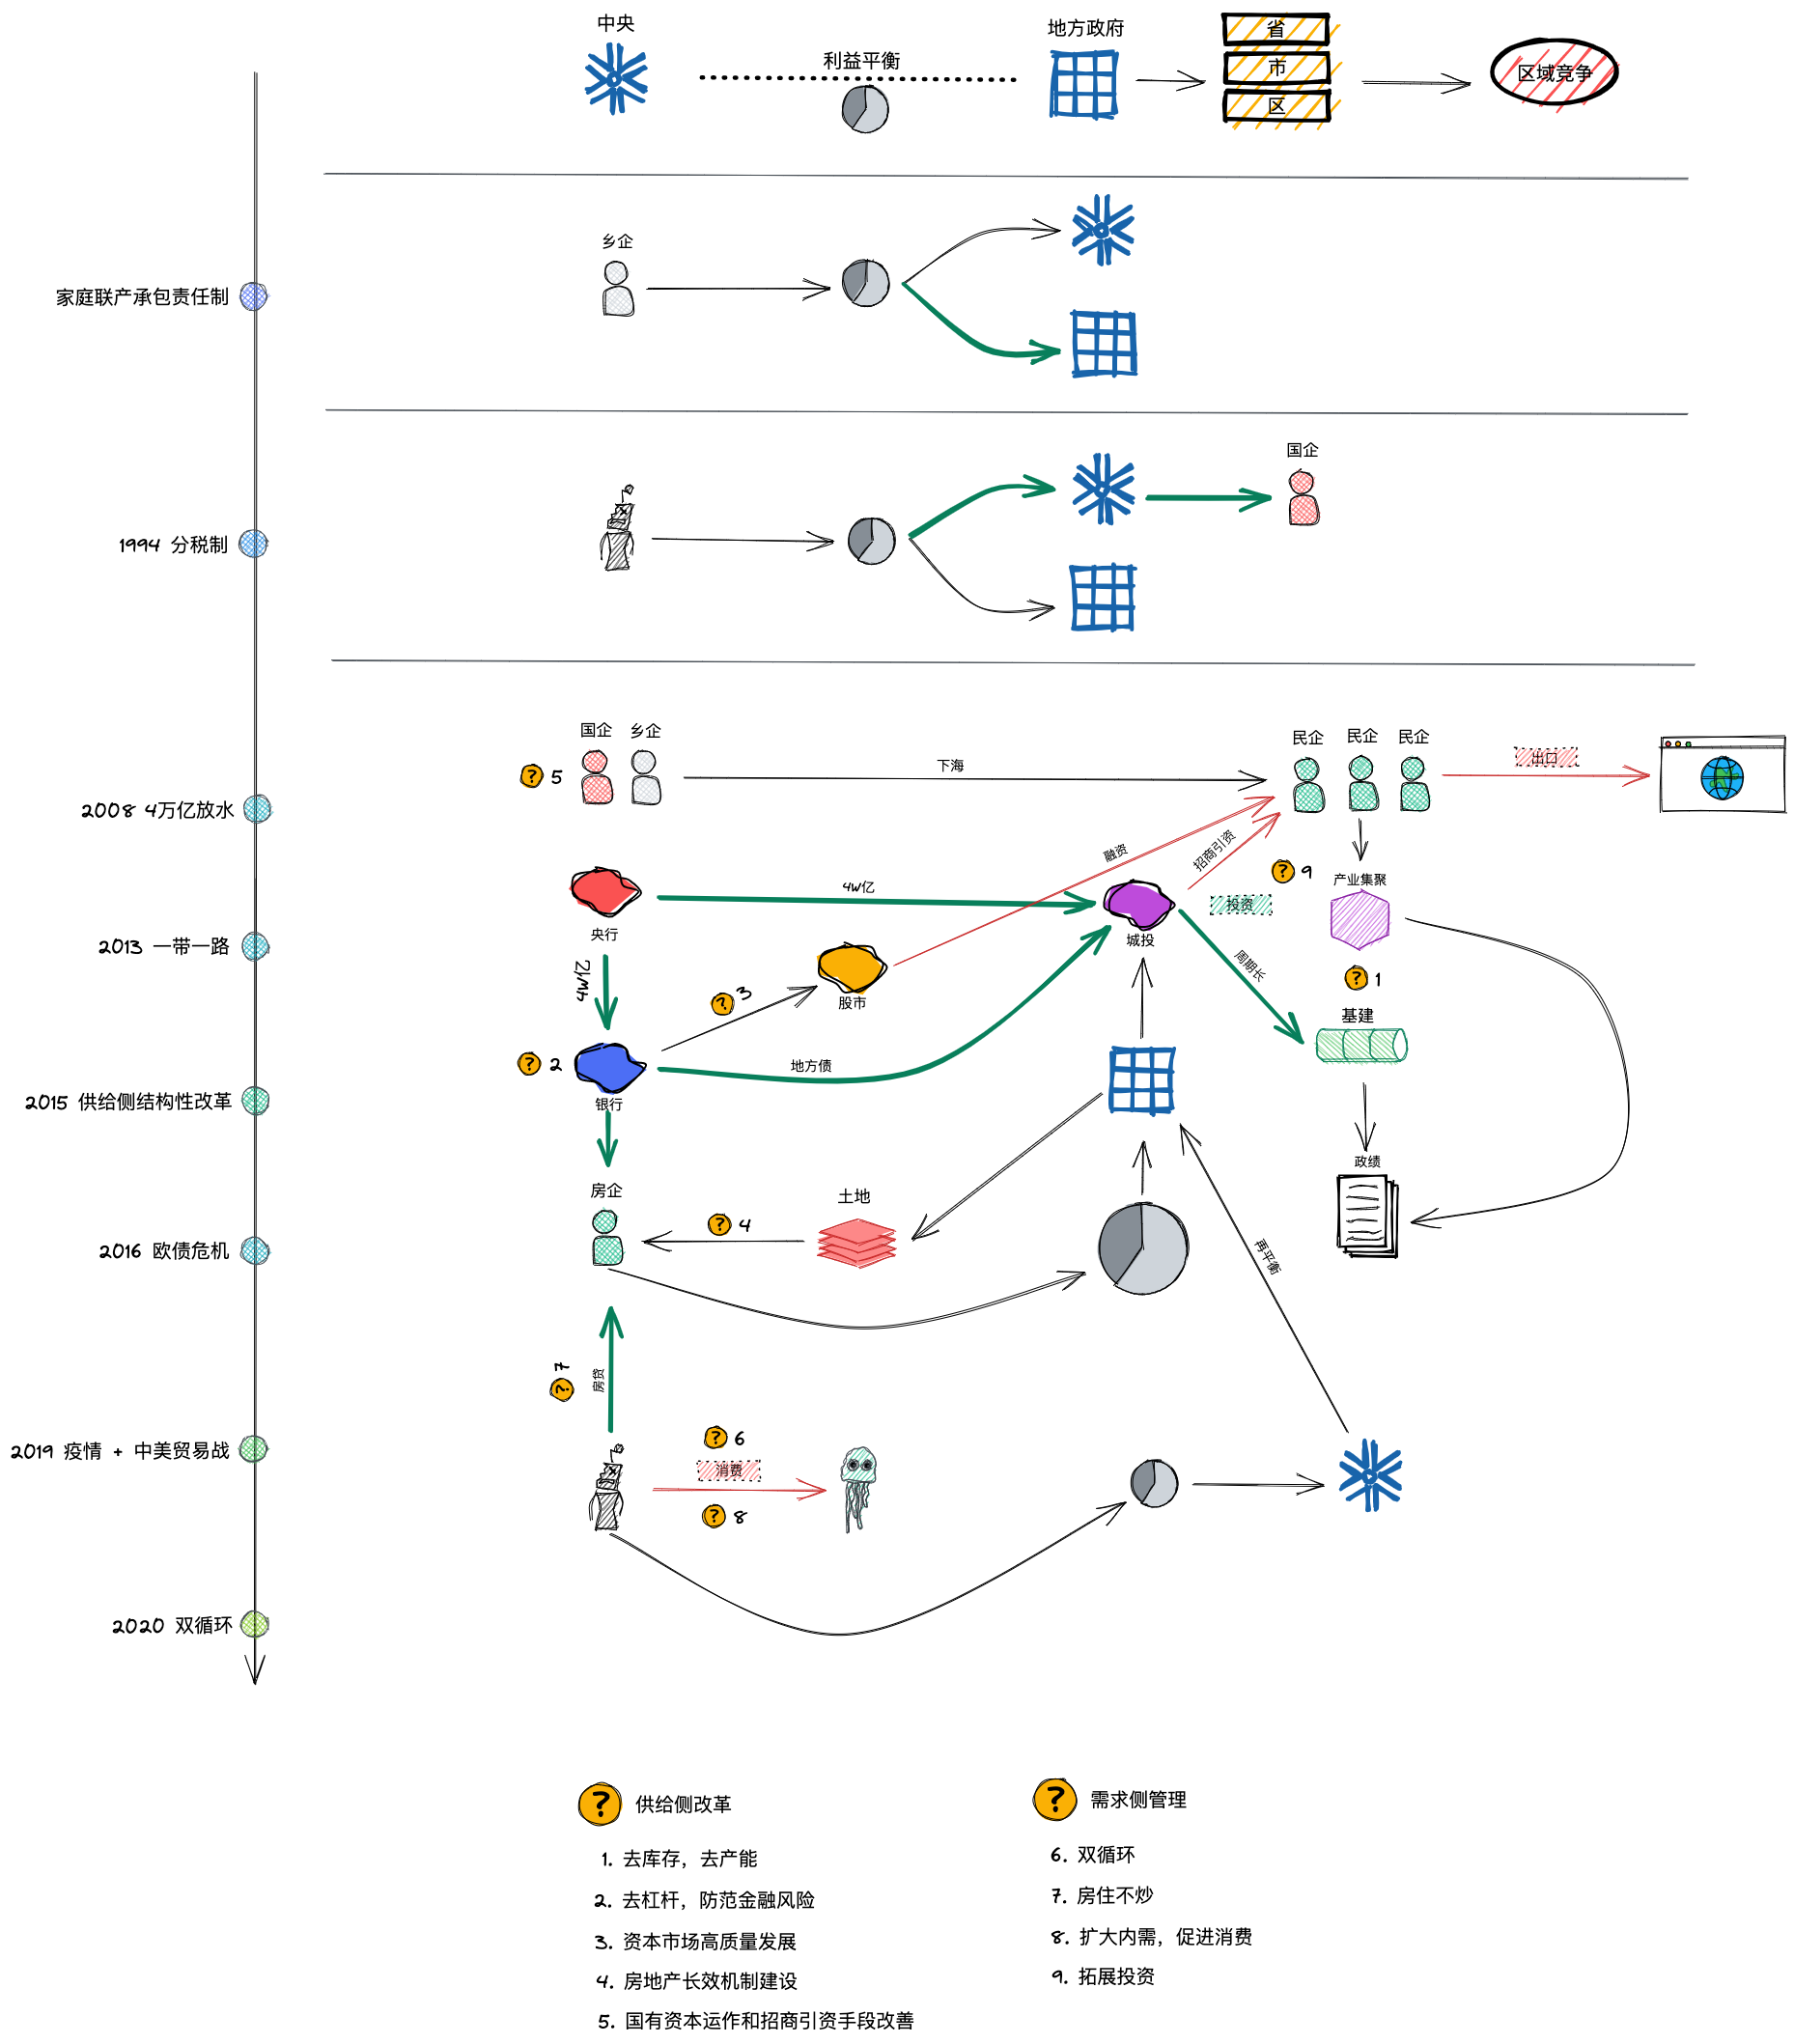 中央
利益平衡
地方政府
省
市
区
区域竞争
乡企
家庭联产承包责任制
国企
1994 分税制
国企
乡企
? 5
下海
民企
民企
民企
出口
2008 4万亿放水
融资
招商引资
? 9
产业集聚
4W亿
投资
央行
城投
2013 一带一路
4W亿
周期长
? 3
股市
? 1
基建
? 2
地方债
银行
2015 供给侧结构性改革
政绩
房企
土地
? 4
2016 欧债危机
再平衡
? 7
房贷
? 6
消费
2019 疫情 + 中美贸易战
? 8
2020 双循环
? 供给侧改革
1. 去库存，去产能
2. 去杠杆，防范金融风险
3. 资本市场高质量发展
4. 房地产长效机制建设
5. 国有资本运作和招商引资手段改善
? 需求侧管理
6. 双循环
7. 房住不炒
8. 扩大内需，促进消费
9. 拓展投资